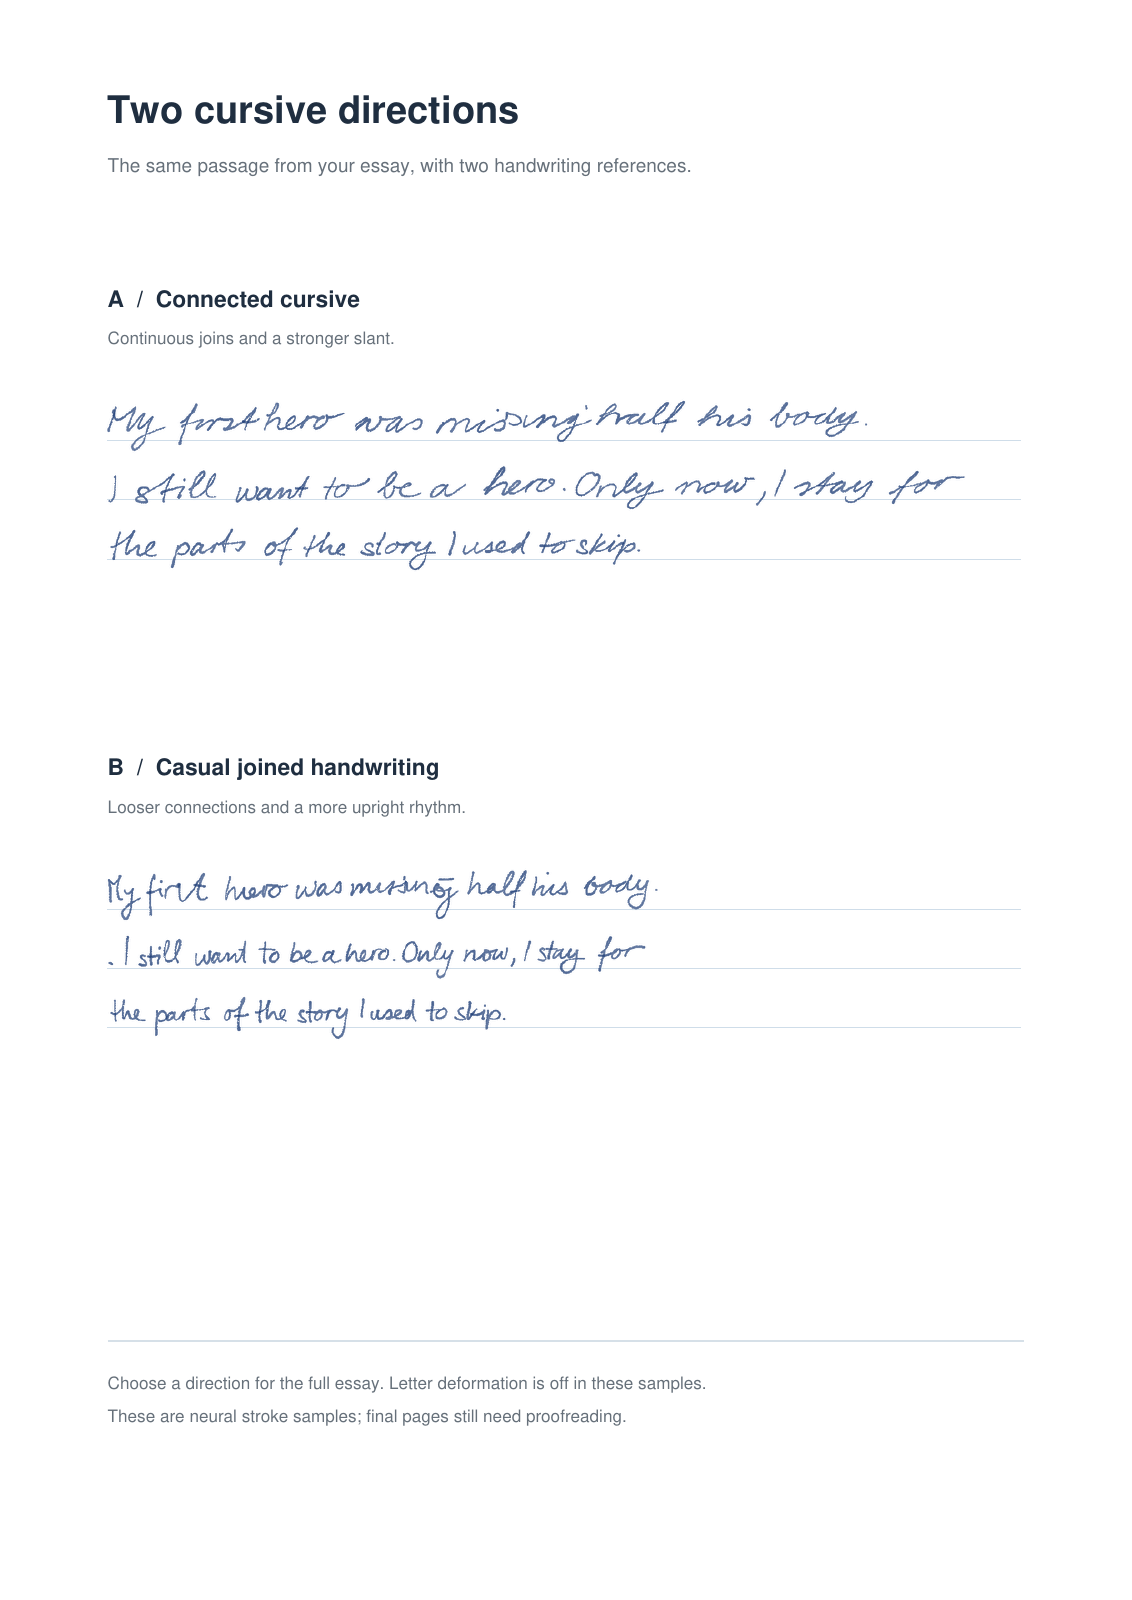 Two cursive directions
The same passage from your essay, with two handwriting references.
A / Connected cursive
Continuous joins and a stronger slant.
My first hero was missing half his body.
I still want to be a hero. Only now, I stay for
the parts of the story I used to skip.
B / Casual joined handwriting
Looser connections and a more upright rhythm.
My first hero was missing half his body.
. I still want to be a hero. Only now, I stay for
the parts of the story I used to skip.
Choose a direction for the full essay. Letter deformation is off in these samples.
These are neural stroke samples; final pages still need proofreading.